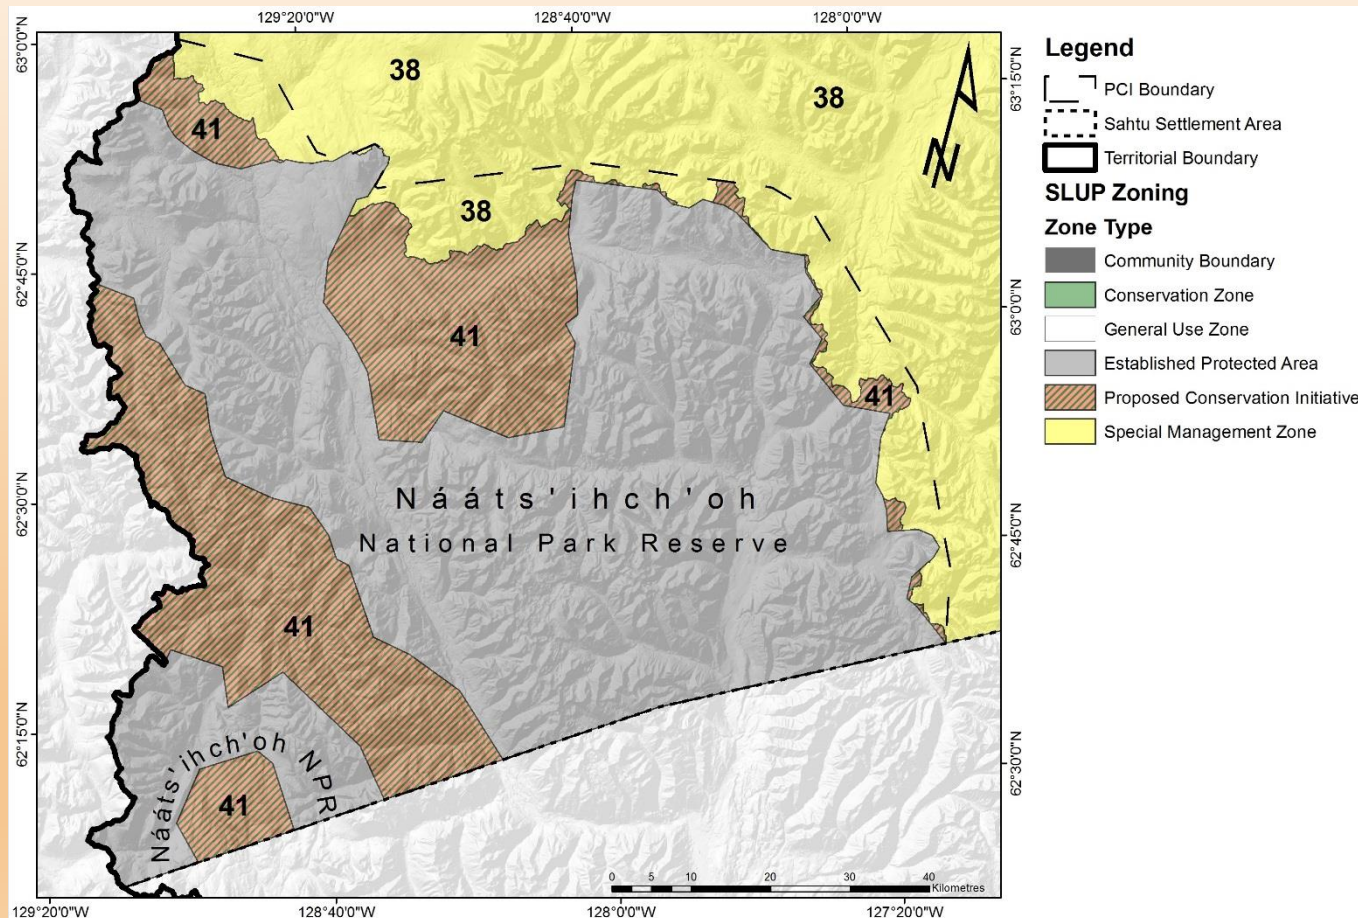 129°20'0"W 128°40'0"W 128°0'0"W
63°0'0"N
62°45'0"N
62°30'0"N
62°15'0"N
63°15'0"N
63°0'0"N
62°45'0"N
62°30'0"N
38
38
41
38
41
41
Nááts'ihch'oh
National Park Reserve
41
Nááts'ihch'oh NPR
41
N
0 5 10 20 30 40
Kilometres
129°20'0"W 128°40'0"W 128°0'0"W 127°20'0"W
Legend
PCI Boundary
Sahtu Settlement Area
Territorial Boundary
SLUP Zoning
Zone Type
Community Boundary
Conservation Zone
General Use Zone
Established Protected Area
Proposed Conservation Initiative
Special Management Zone